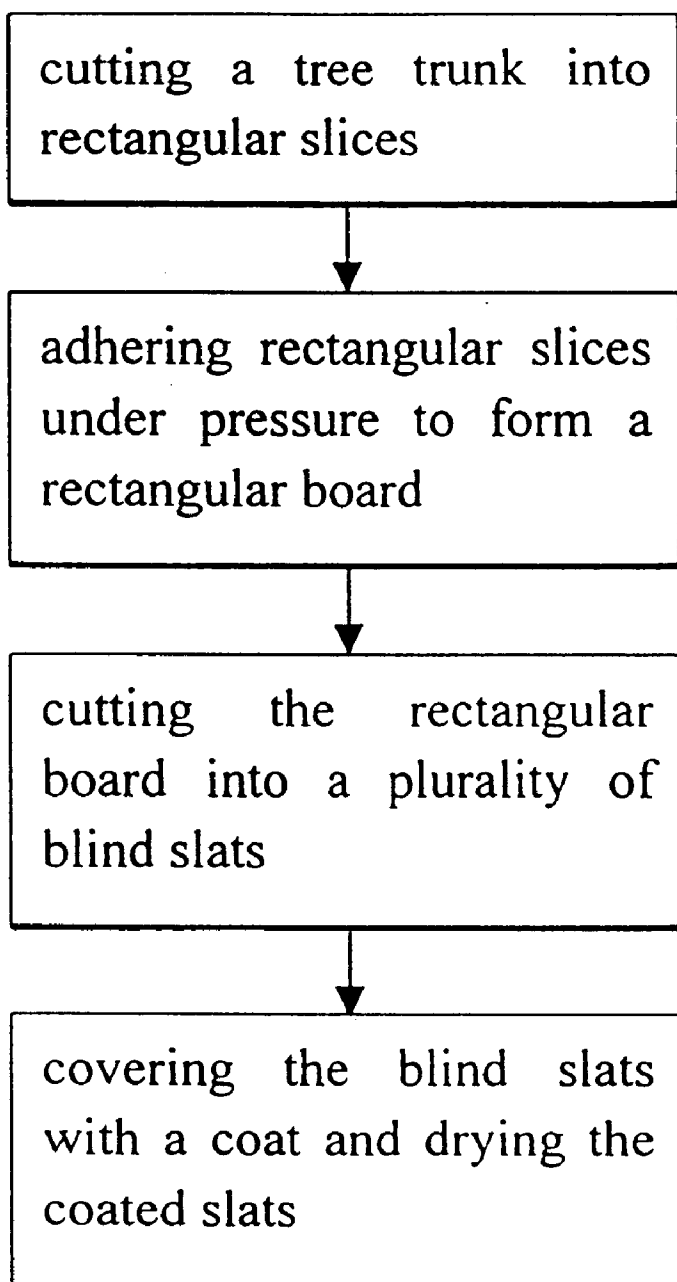 cutting a tree trunk into
rectangular slices
adhering rectangular slices
under pressure to form a
rectangular board
cutting the rectangular
board into a plurality of
blind slats
covering the blind slats
with a coat and drying the
coated slats